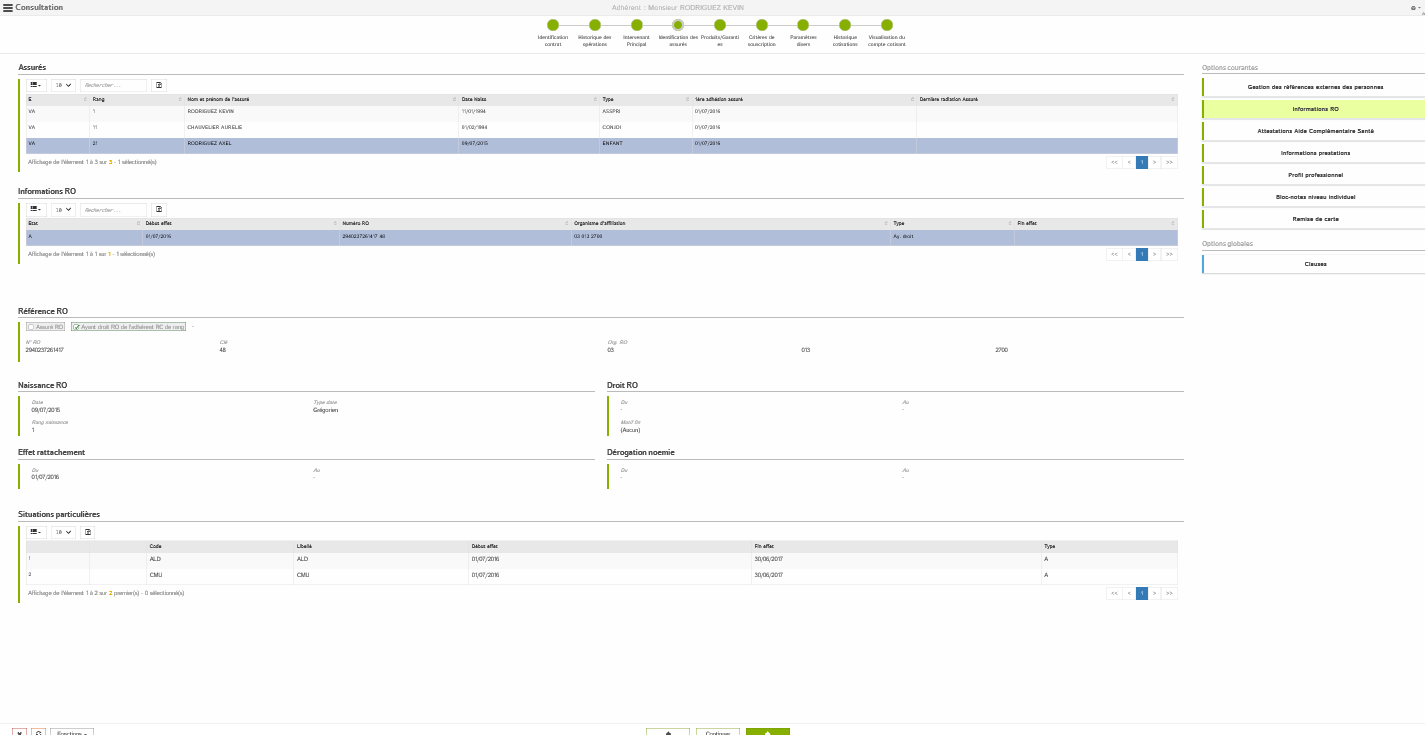 Consultation
Adhérent : Monsieur RODRIGUEZ KEVIN
Identification contrat
Historique des opérations
Intervenant Principal
Identification des assurés
Produits/Garanti es
Critères de souscription
Paramètres divers
Historique cotisations
Visualisation du compte cotisant
Assurés
10
Rechercher ...
E Rang Nom et prénom de l'assuré Date Naiss Type 1ère adhésion assuré Dernière radiation Assuré
VA 1 RODRIGUEZ KEVIN 11/01/1994 ASSPRI 01/07/2016
VA 11 CHAUVELIER AURELIE 01/02/1994 CONJOI 01/07/2016
VA 21 RODRIGUEZ AXEL 09/07/2015 ENFANT 01/07/2016
Affichage de l'élement 1 à 3 sur 3 - 1 sélectionné(s)
<< < 1 > >>
Informations RO
10
Rechercher ...
Etat Début effet Numéro RO Organisme d'affiliation Type Fin effet
A 01/07/2016 2940237261417 48 03 013 2700 Ay. droit
Affichage de l'élement 1 à 1 sur 1 - 1 sélectionné(s)
<< < 1 > >>
Référence RO
Assuré RO
Ayant droit RO de l'adhérent RC de rang
-
N° RO Clé Org. RO
2940237261417 48 03 013 2700
Naissance RO
Date Type date
09/07/2015 Grégorien
Rang naissance
1
Droit RO
Du Au
- -
Motif fin
(Aucun)
Effet rattachement
Du Au
01/07/2016 -
Dérogation noemie
Du Au
- -
Situations particulières
10
Code Libellé Début effet Fin effet Type
1 ALD ALD 01/07/2016 30/06/2017 A
2 CMU CMU 01/07/2016 30/06/2017 A
Affichage de l'élement 1 à 2 sur 2 premier(s) - 0 sélectionné(s)
<< < 1 > >>
Options courantes
Gestion des références externes des personnes
Informations RO
Attestations Aide Complémentaire Santé
Informations prestations
Profil professionnel
Bloc-notes niveau individuel
Remise de carte
Options globales
Clauses
Fonctions
Continuer